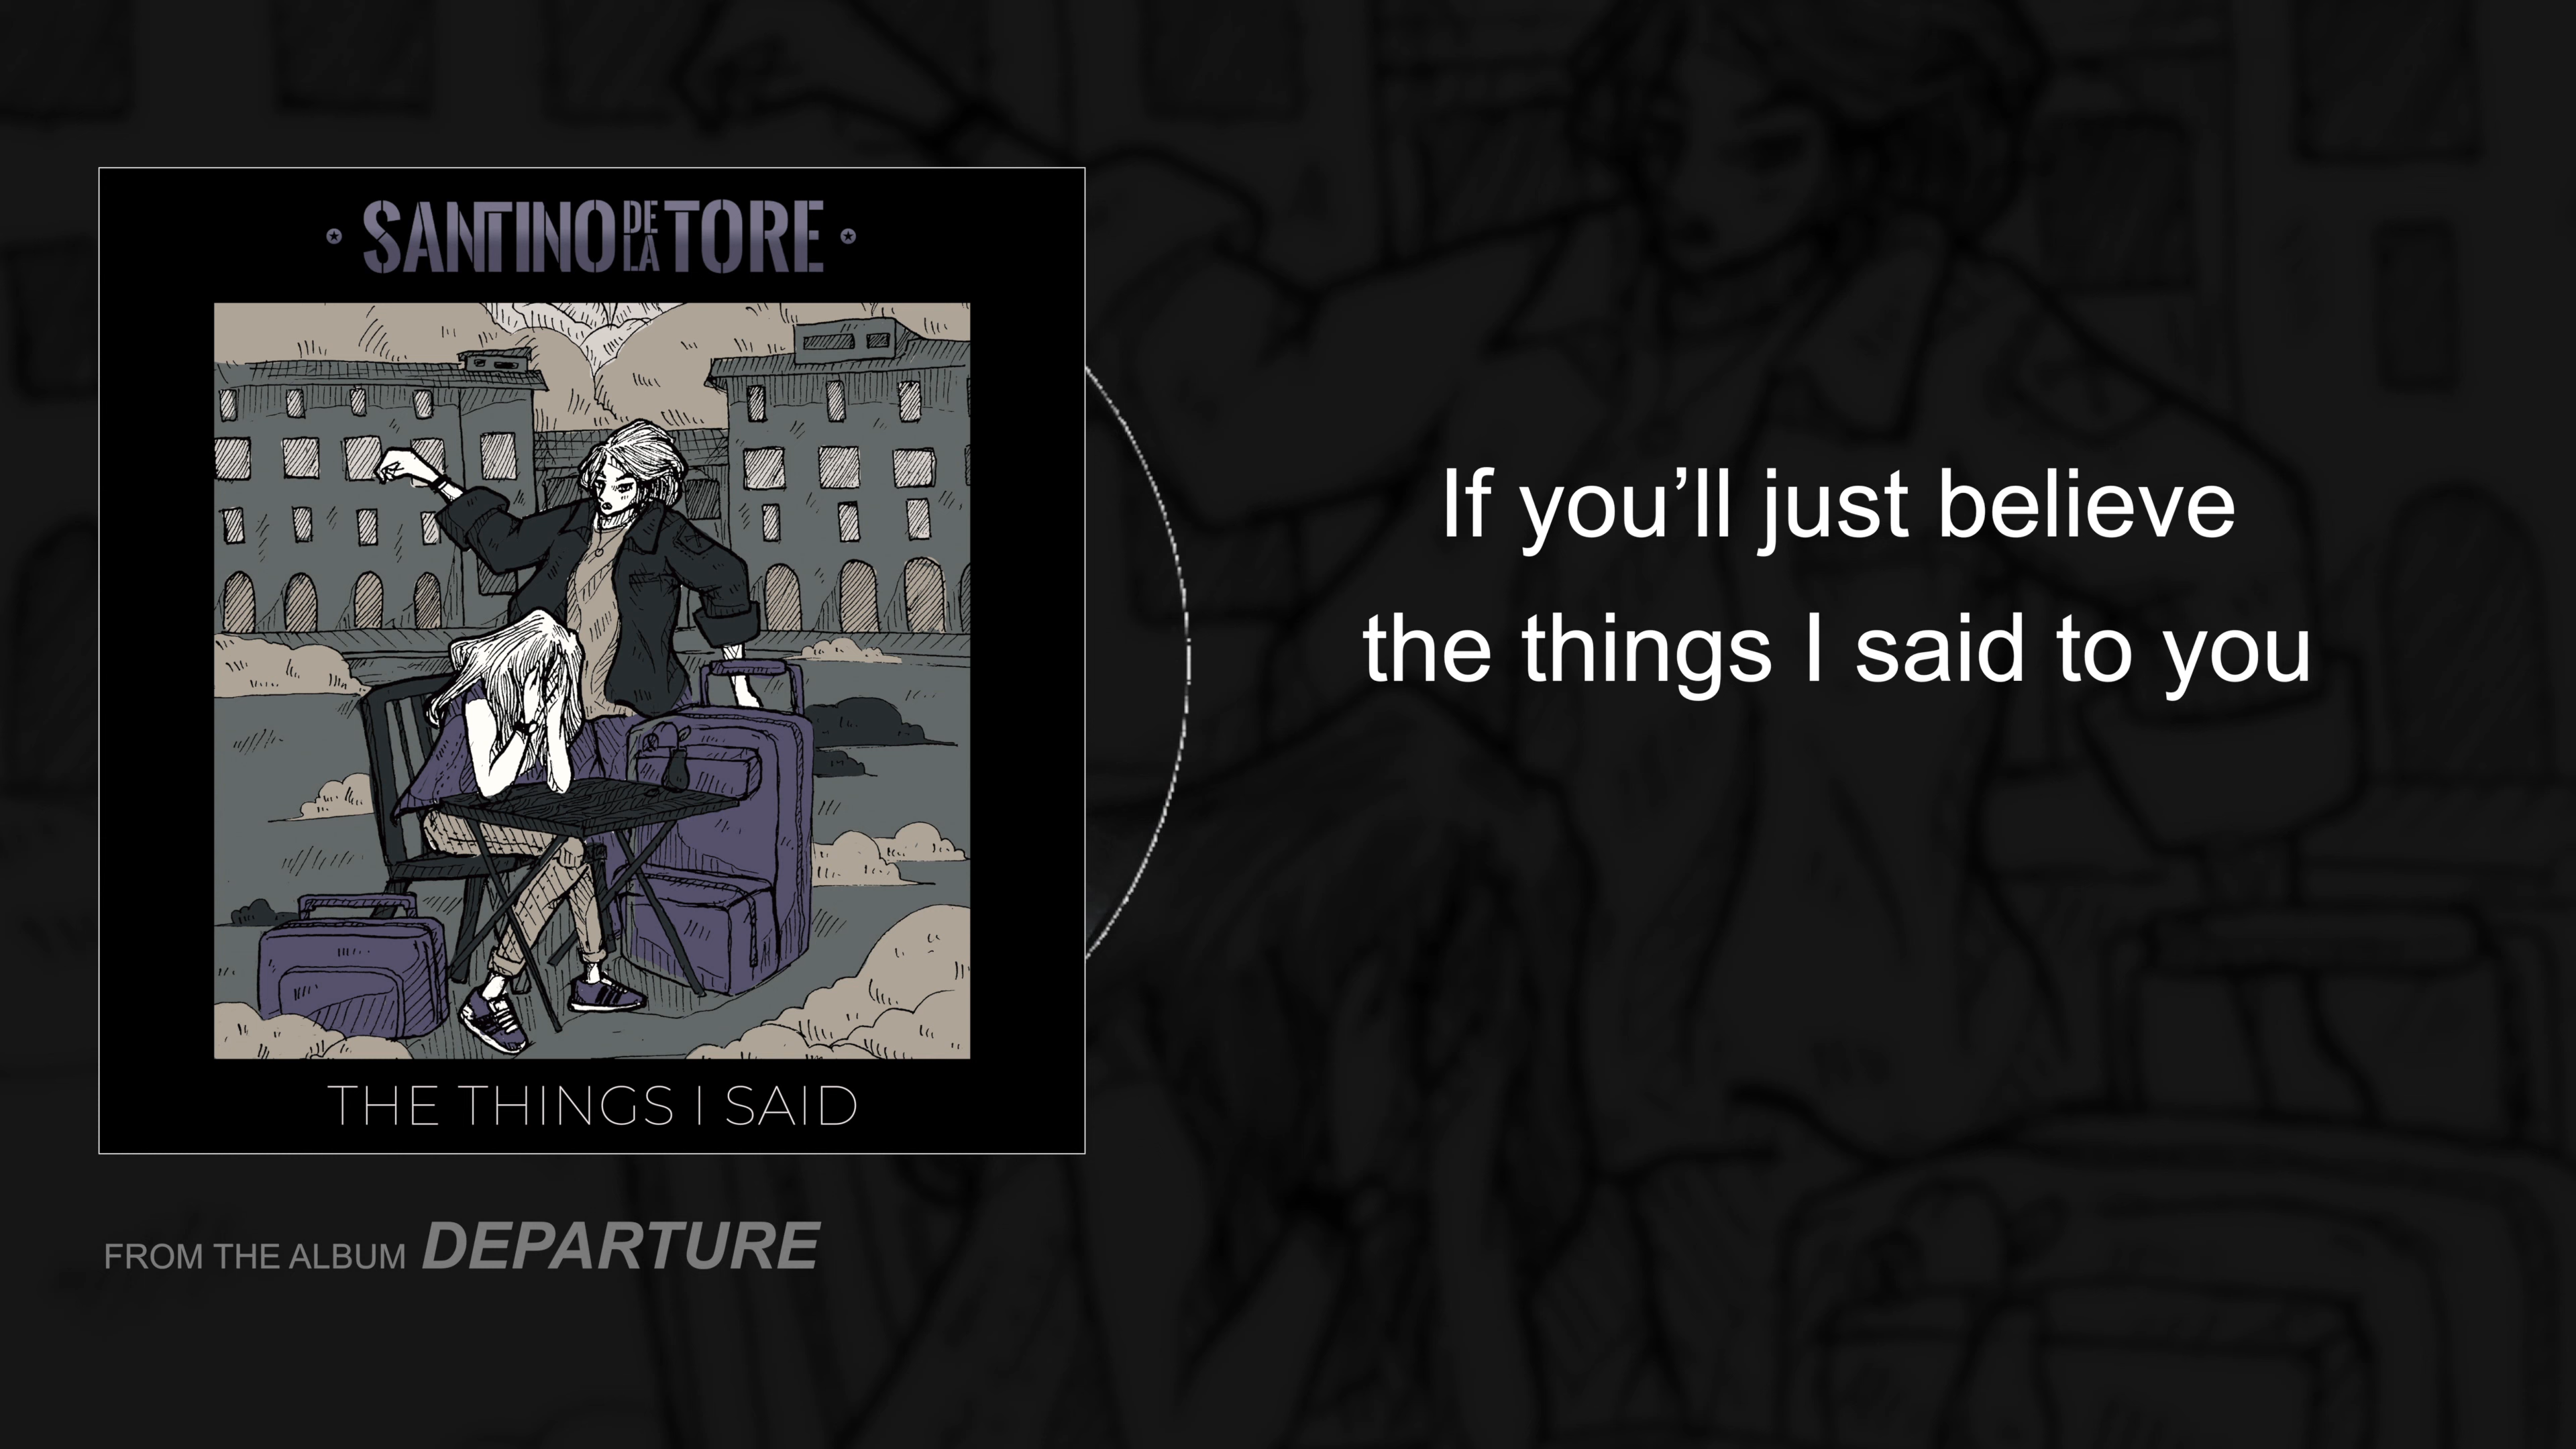 SANTINO DE LA TORE
THE THINGS I SAID
FROM THE ALBUM DEPARTURE
If you’ll just believe
the things I said to you